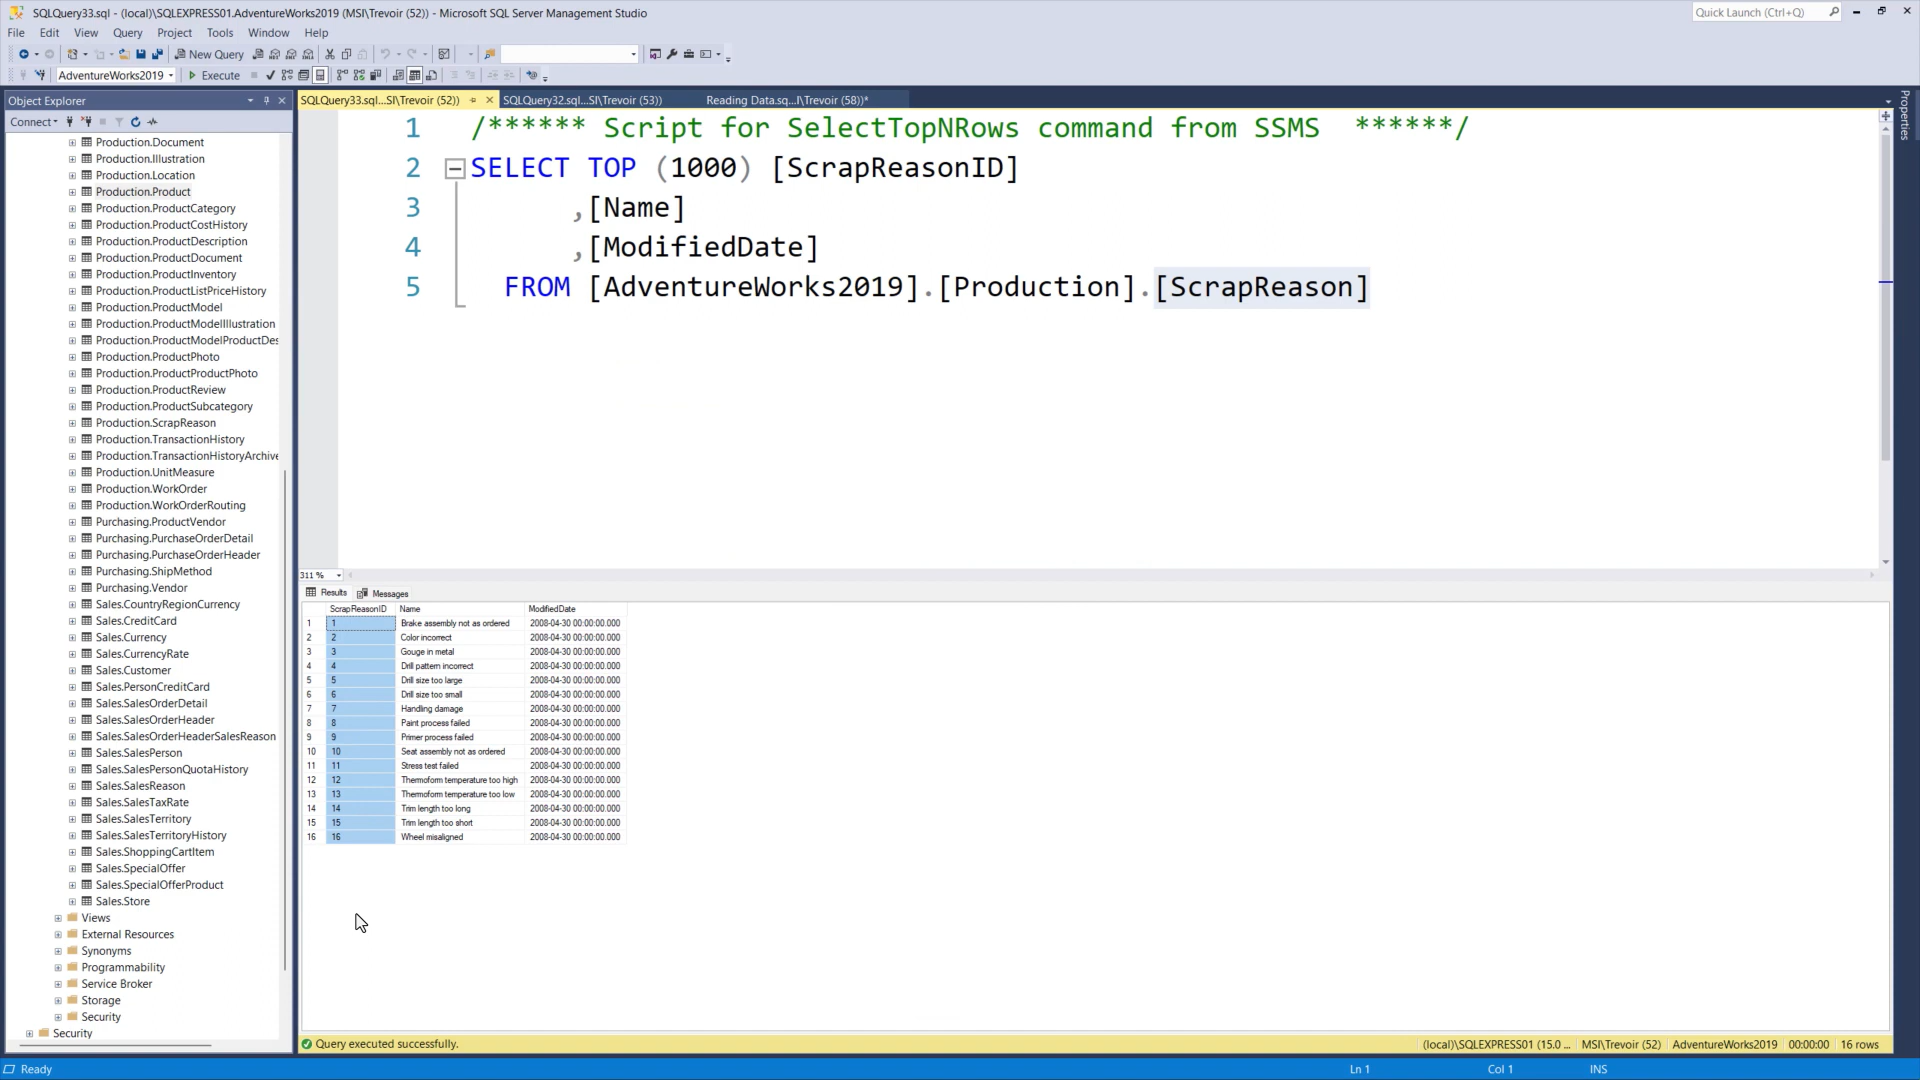 SQLQuery33.sql - (local)\SQLEXPRESS01.AdventureWorks2019 (MSI\Trevoir (52)) - Microsoft SQL Server Management Studio
Quick Launch (Ctrl+Q)
File Edit View Query Project Tools Window Help
New Query
AdventureWorks2019 Execute
Object Explorer
Connect
Production.Document
Production.Illustration
Production.Location
Production.Product
Production.ProductCategory
Production.ProductCostHistory
Production.ProductDescription
Production.ProductDocument
Production.ProductInventory
Production.ProductListPriceHistory
Production.ProductModel
Production.ProductModelIllustration
Production.ProductModelProductDes
Production.ProductPhoto
Production.ProductProductPhoto
Production.ProductReview
Production.ProductSubcategory
Production.ScrapReason
Production.TransactionHistory
Production.TransactionHistoryArchive
Production.UnitMeasure
Production.WorkOrder
Production.WorkOrderRouting
Purchasing.ProductVendor
Purchasing.PurchaseOrderDetail
Purchasing.PurchaseOrderHeader
Purchasing.ShipMethod
Purchasing.Vendor
Sales.CountryRegionCurrency
Sales.CreditCard
Sales.Currency
Sales.CurrencyRate
Sales.Customer
Sales.PersonCreditCard
Sales.SalesOrderDetail
Sales.SalesOrderHeader
Sales.SalesOrderHeaderSalesReason
Sales.SalesPerson
Sales.SalesPersonQuotaHistory
Sales.SalesReason
Sales.SalesTaxRate
Sales.SalesTerritory
Sales.SalesTerritoryHistory
Sales.ShoppingCartItem
Sales.SpecialOffer
Sales.SpecialOfferProduct
Sales.Store
Views
External Resources
Synonyms
Programmability
Service Broker
Storage
Security
Security
SQLQuery33.sql...SI\Trevoir (52)) SQLQuery32.sql...SI\Trevoir (53)) Reading Data.sq...I\Trevoir (58))*
Properties
1 /****** Script for SelectTopNRows command from SSMS ******/
2 SELECT TOP (1000) [ScrapReasonID]
3 ,[Name]
4 ,[ModifiedDate]
5 FROM [AdventureWorks2019].[Production].[ScrapReason]
311 %
Results Messages
ScrapReasonID Name ModifiedDate
1 1 Brake assembly not as ordered 2008-04-30 00:00:00.000
2 2 Color incorrect 2008-04-30 00:00:00.000
3 3 Gouge in metal 2008-04-30 00:00:00.000
4 4 Drill pattern incorrect 2008-04-30 00:00:00.000
5 5 Drill size too large 2008-04-30 00:00:00.000
6 6 Drill size too small 2008-04-30 00:00:00.000
7 7 Handling damage 2008-04-30 00:00:00.000
8 8 Paint process failed 2008-04-30 00:00:00.000
9 9 Primer process failed 2008-04-30 00:00:00.000
10 10 Seat assembly not as ordered 2008-04-30 00:00:00.000
11 11 Stress test failed 2008-04-30 00:00:00.000
12 12 Thermoform temperature too high 2008-04-30 00:00:00.000
13 13 Thermoform temperature too low 2008-04-30 00:00:00.000
14 14 Trim length too long 2008-04-30 00:00:00.000
15 15 Trim length too short 2008-04-30 00:00:00.000
16 16 Wheel misaligned 2008-04-30 00:00:00.000
Query executed successfully. (local)\SQLEXPRESS01 (15.0 ... MSI\Trevoir (52) AdventureWorks2019 00:00:00 16 rows
Ready Ln 1 Col 1 INS